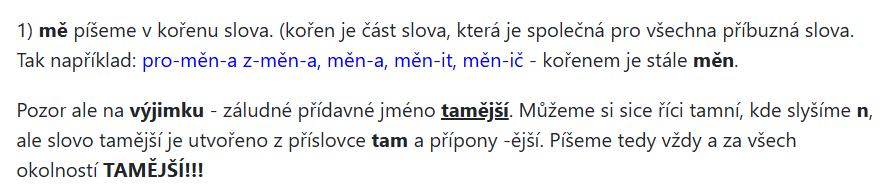 1) mě píšeme v kořenu slova. (kořen je část slova, která je společná pro všechna příbuzná slova.
Tak například: pro-měn-a z-měn-a, měn-a, měn-it, měn-ič - kořenem je stále měn.
Pozor ale na výjimku - záludné přídavné jméno tamější. Můžeme si sice říci tamní, kde slyšíme n,
ale slovo tamější je utvořeno z příslovce tam a přípony -ější. Píšeme tedy vždy a za všech
okolností TAMĚJŠÍ!!!